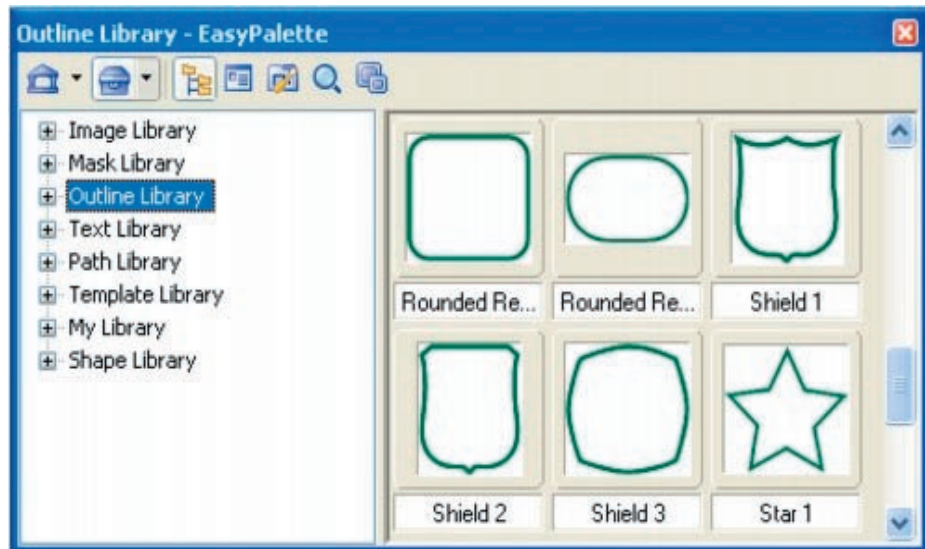 Outline Library - EasyPalette
Image Library
Mask Library
Outline Library
Text Library
Path Library
Template Library
My Library
Shape Library
Rounded Re... Rounded Re... Shield 1
Shield 2 Shield 3 Star 1